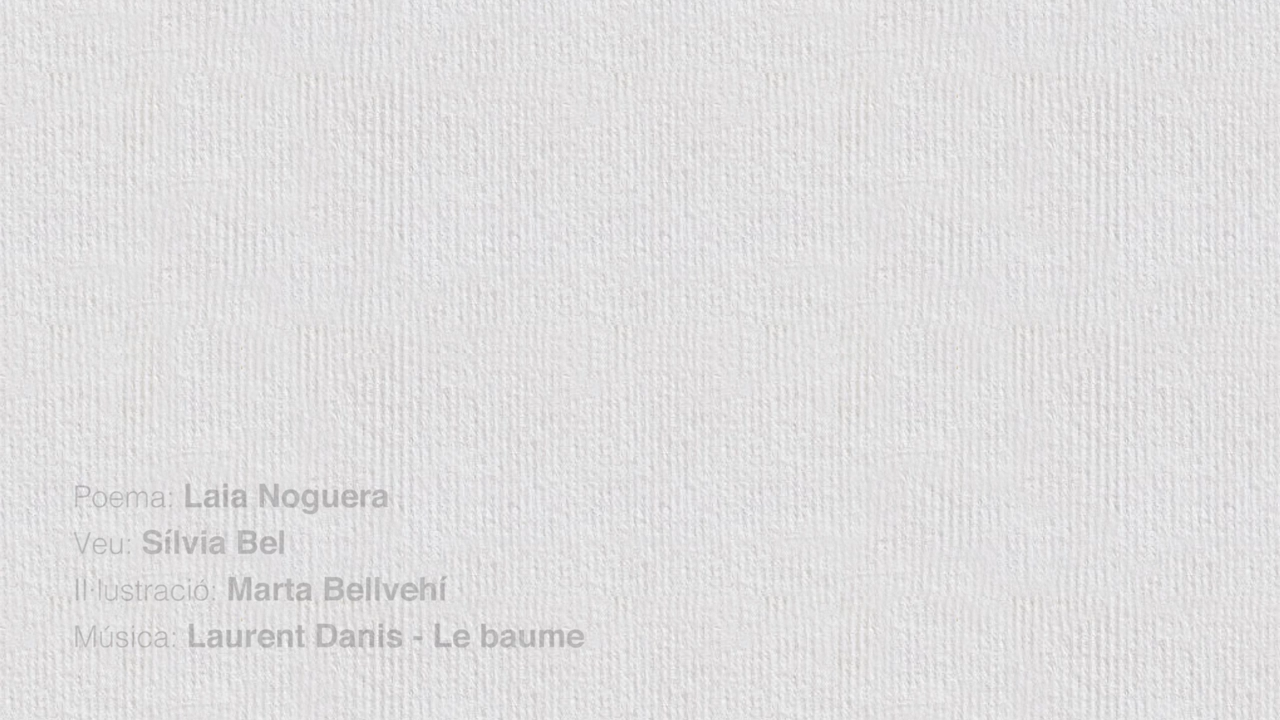 Poema: Laia Noguera
Veu: Sílvia Bel
Il·lustració: Marta Bellvehí
Música: Laurent Danis - Le baume